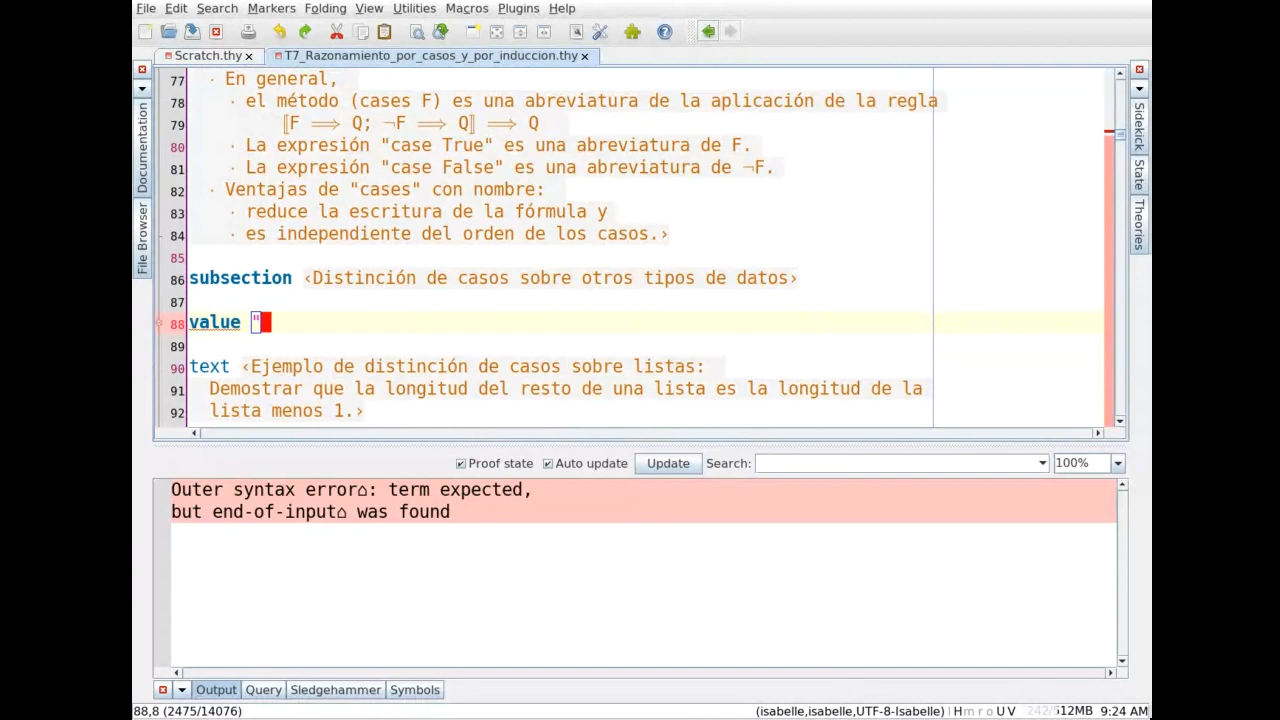 File Edit Search Markers Folding View Utilities Macros Plugins Help
Scratch.thy T7_Razonamiento_por_casos_y_por_induccion.thy
77 · En general,
78 · el método (cases F) es una abreviatura de la aplicación de la regla
79 ⟦F ⟹ Q; ¬F ⟹ Q⟧ ⟹ Q
80 · La expresión "case True" es una abreviatura de F.
81 · La expresión "case False" es una abreviatura de ¬F.
82 · Ventajas de "cases" con nombre:
83 · reduce la escritura de la fórmula y
84 · es independiente del orden de los casos.›
85
86 subsection ‹Distinción de casos sobre otros tipos de datos›
87
88 value "
89
90 text ‹Ejemplo de distinción de casos sobre listas:
91 Demostrar que la longitud del resto de una lista es la longitud de la
92 lista menos 1.›
Documentation
File Browser
Sidekick
State
Theories
Proof state Auto update Update Search: 100%
Outer syntax error⌂: term expected,
but end-of-input⌂ was found
Output Query Sledgehammer Symbols
88,8 (2475/14076) (isabelle,isabelle,UTF-8-Isabelle) H m r o U V 242/512MB 9:24 AM